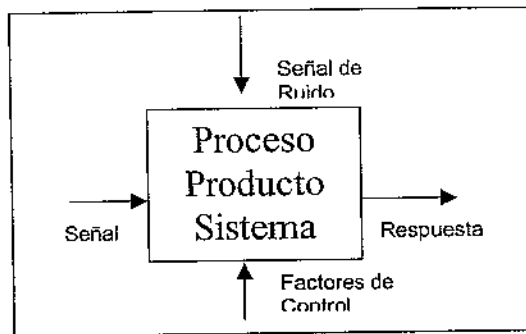 Señal de
Ruido
Proceso
Producto
Sistema
Señal
Respuesta
Factores de
Control